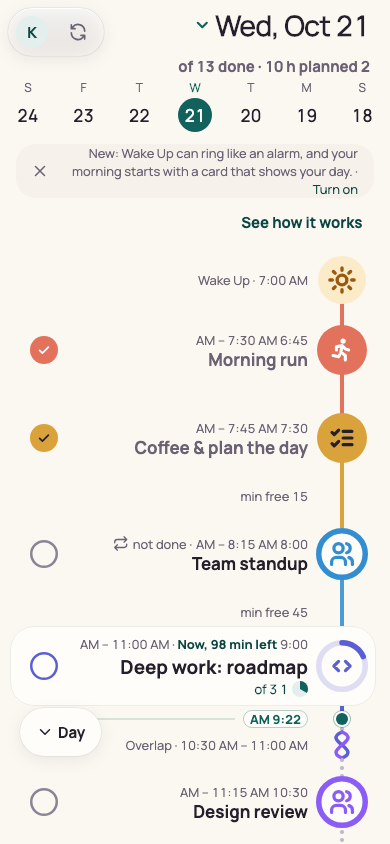 K
Wed, Oct 21
of 13 done · 10 h planned 2
S F T W T M S
24 23 22 21 20 19 18
New: Wake Up can ring like an alarm, and your
morning starts with a card that shows your day. ·
Turn on
See how it works
Wake Up · 7:00 AM
AM – 7:30 AM 6:45
Morning run
AM – 7:45 AM 7:30
Coffee & plan the day
min free 15
not done · AM – 8:15 AM 8:00
Team standup
min free 45
AM – 11:00 AM · Now, 98 min left 9:00
Deep work: roadmap
of 3 1
AM 9:22
Day
Overlap · 10:30 AM – 11:00 AM
AM – 11:15 AM 10:30
Design review